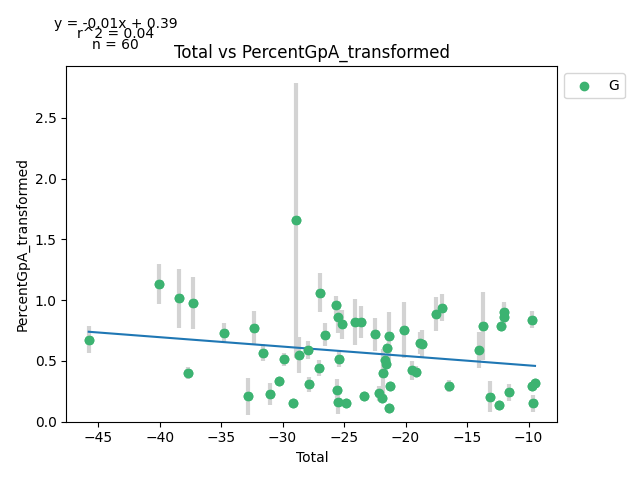 y = -0.01x + 0.39
r^2 = 0.04
n = 60
Total vs PercentGpA_transformed
G
PercentGpA_transformed
2.5
2.0
1.5
1.0
0.5
0.0
−45 −40 −35 −30 −25 −20 −15 −10
Total